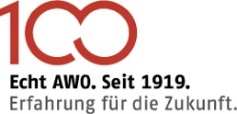 100
Echt AWO. Seit 1919.
Erfahrung für die Zukunft.